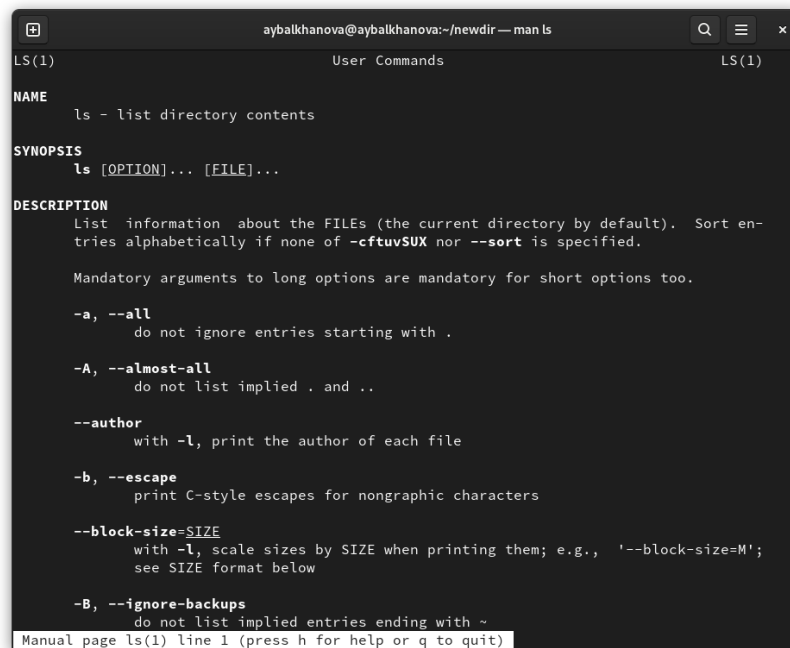 aybalkhanova@aybalkhanova:~/newdir — man ls
LS(1) User Commands LS(1)
NAME
ls - list directory contents
SYNOPSIS
ls [OPTION]... [FILE]...
DESCRIPTION
List information about the FILEs (the current directory by default). Sort en-
tries alphabetically if none of -cftuvSUX nor --sort is specified.
Mandatory arguments to long options are mandatory for short options too.
-a, --all
do not ignore entries starting with .
-A, --almost-all
do not list implied . and ..
--author
with -l, print the author of each file
-b, --escape
print C-style escapes for nongraphic characters
--block-size=SIZE
with -l, scale sizes by SIZE when printing them; e.g., '--block-size=M';
see SIZE format below
-B, --ignore-backups
do not list implied entries ending with ~
Manual page ls(1) line 1 (press h for help or q to quit)